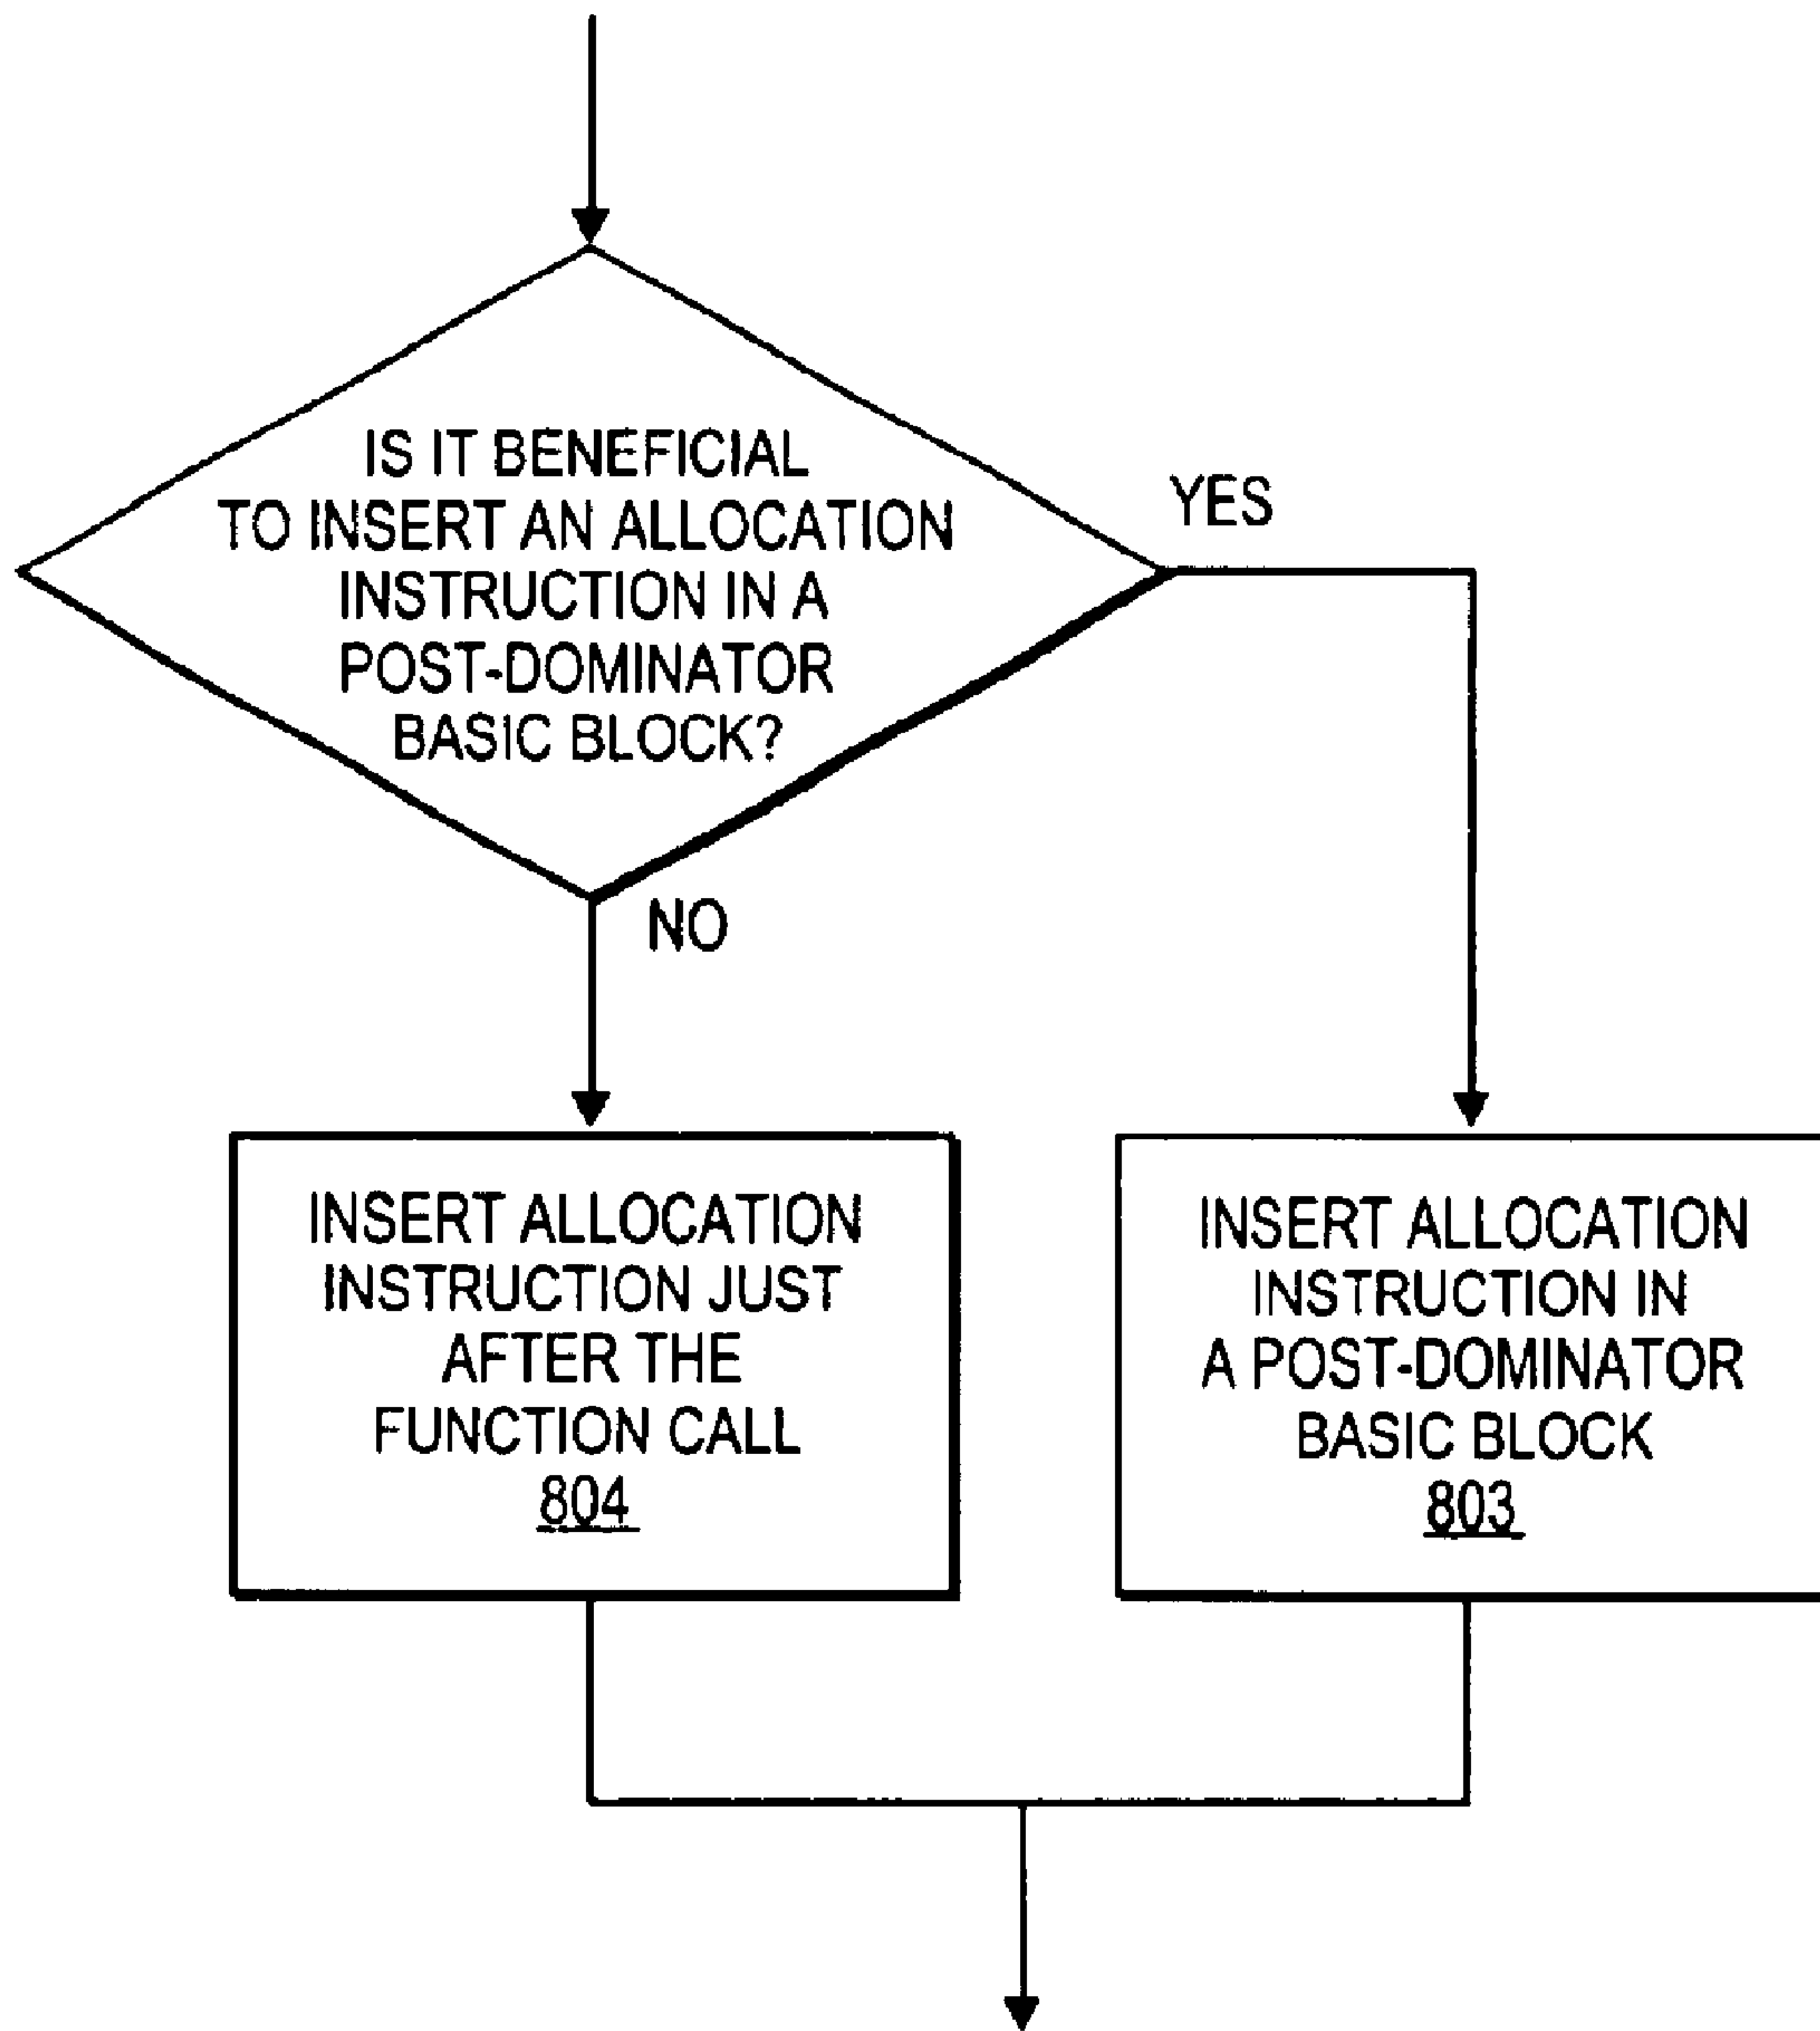 IS IT BENEFICIAL
TO INSERT AN ALLOCATION
INSTRUCTION IN A
POST-DOMINATOR
BASIC BLOCK?
YES
NO
INSERT ALLOCATION
INSTRUCTION JUST
AFTER THE
FUNCTION CALL
804
INSERT ALLOCATION
INSTRUCTION IN
A POST-DOMINATOR
BASIC BLOCK
803